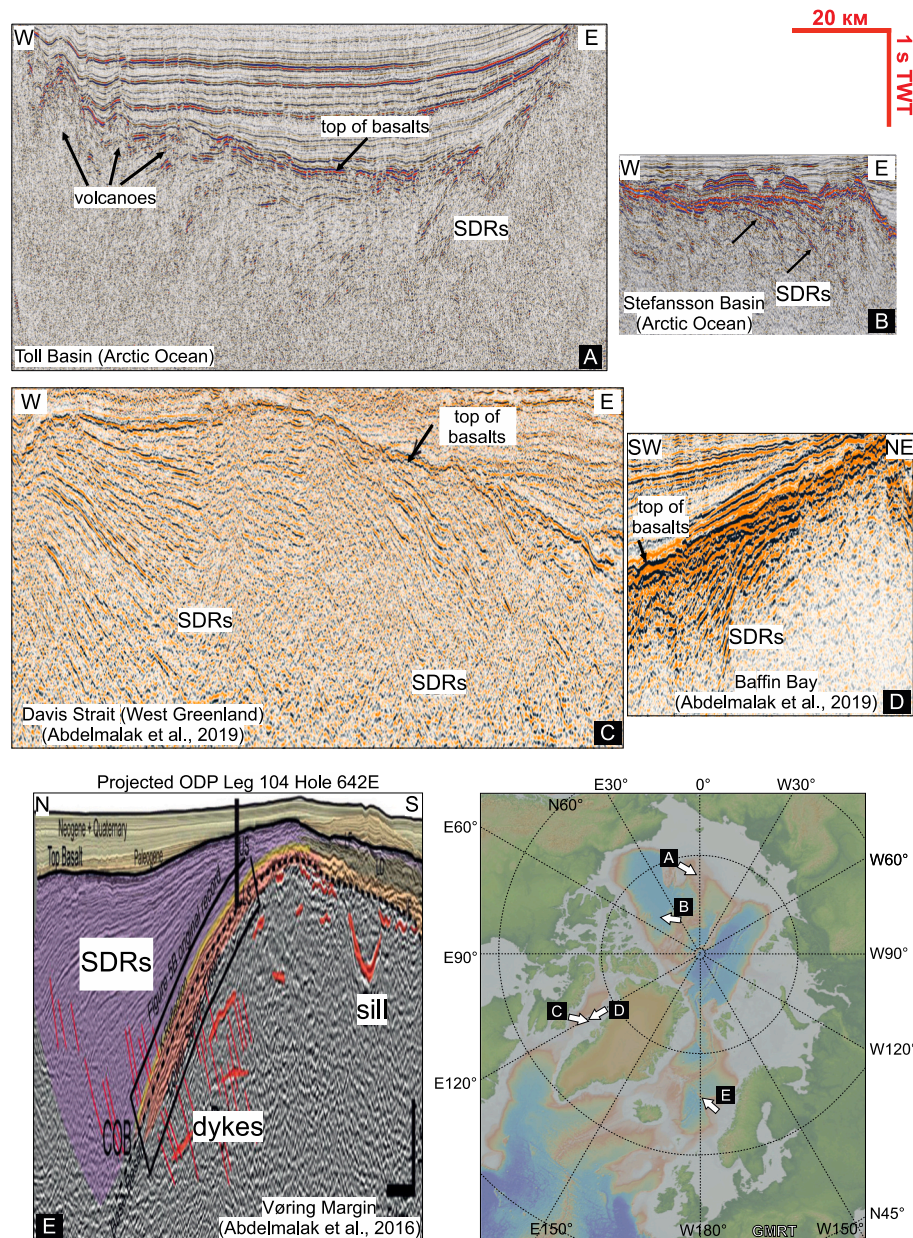 20 км
1 s TWT
W
E
top of basalts
volcanoes
SDRs
Toll Basin (Arctic Ocean)
A
W
E
SDRs
Stefansson Basin
(Arctic Ocean)
B
W
E
top of
basalts
SDRs
SDRs
Davis Strait (West Greenland)
(Abdelmalak et al., 2019)
C
SW
NE
top of
basalts
SDRs
Baffin Bay
(Abdelmalak et al., 2019)
D
Projected ODP Leg 104 Hole 642E
N
S
Neogene + Quaternary
Top Basalt
Paleogene
SDRs
sill
COB
dykes
Vøring Margin
(Abdelmalak et al., 2016)
E
E30°
0°
W30°
N60°
E60°
W60°
A
B
E90°
W90°
C
D
W120°
E120°
E
N45°
E150°
W180°
GMRT
W150°